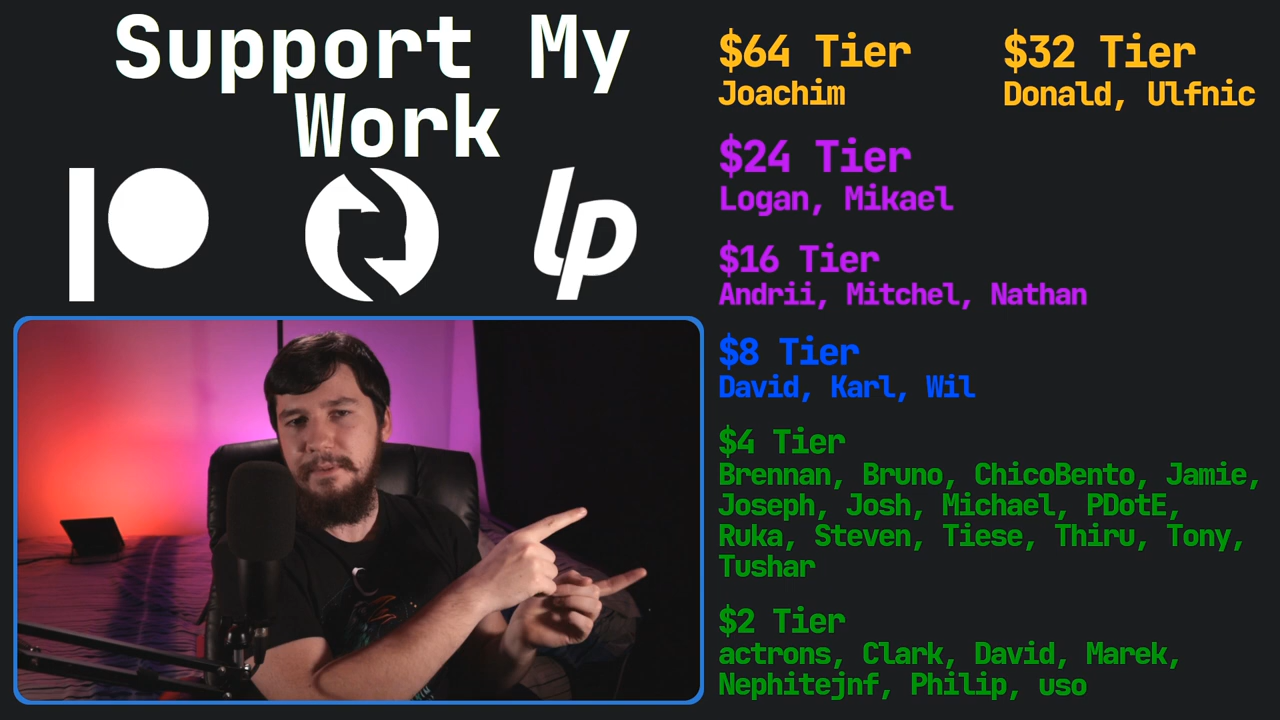 Support My
Work
lp
$64 Tier
Joachim
$32 Tier
Donald, Ulfnic
$24 Tier
Logan, Mikael
$16 Tier
Andrii, Mitchel, Nathan
$8 Tier
David, Karl, Wil
$4 Tier
Brennan, Bruno, ChicoBento, Jamie,
Joseph, Josh, Michael, PDotE,
Ruka, Steven, Tiese, Thiru, Tony,
Tushar
$2 Tier
actrons, Clark, David, Marek,
Nephitejnf, Philip, uso